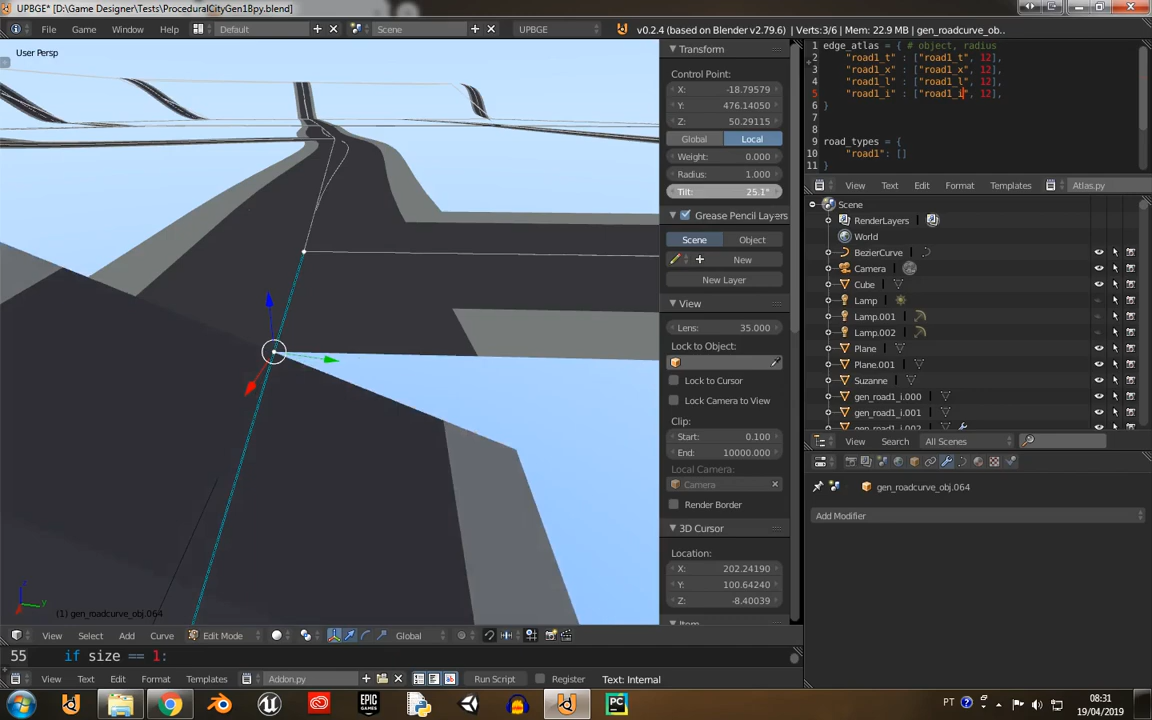 UPBGE* [D:\Game Designer\Tests\ProceduralCityGen1Bpy.blend]
File Game Window Help Default Scene UPBGE v0.2.4 (based on Blender v2.79.6) | Verts:3/6 | Mem: 22.9 MB | gen_roadcurve_ob..
User Persp
Transform
Control Point:
X: -18.79579
Y: 476.14050
Z: 50.29115
Global Local
Weight: 0.000
Radius: 1.000
Tilt: 25.1°
Grease Pencil Layers
Scene Object
New
New Layer
View
Lens: 35.000
Lock to Object:
Lock to Cursor
Lock Camera to View
Clip:
Start: 0.100
End: 10000.000
Local Camera:
Camera
Render Border
3D Cursor
Location:
X: 202.24190
Y: 100.64240
Z: -8.40039
Item
1 edge_atlas = { # object, radius
2 "road1_t" : ["road1_t", 12],
3 "road1_x" : ["road1_x", 12],
4 "road1_l" : ["road1_l", 12],
5 "road1_i" : ["road1_i", 12],
6 }
7
8
9 road_types = {
10 "road1": []
11 }
View Text Edit Format Templates Atlas.py
Scene
RenderLayers
World
BezierCurve
Camera
Cube
Lamp
Lamp.001
Lamp.002
Plane
Plane.001
Suzanne
gen_road1_i.000
gen_road1_i.001
gen_road1_i.002
View Search All Scenes
gen_roadcurve_obj.064
Add Modifier
(1) gen_roadcurve_obj.064
View Select Add Curve Edit Mode Global
55 if size == 1:
View Text Edit Format Templates Addon.py Run Script Register Text: Internal
EPIC GAMES PC PT 08:31
19/04/2019